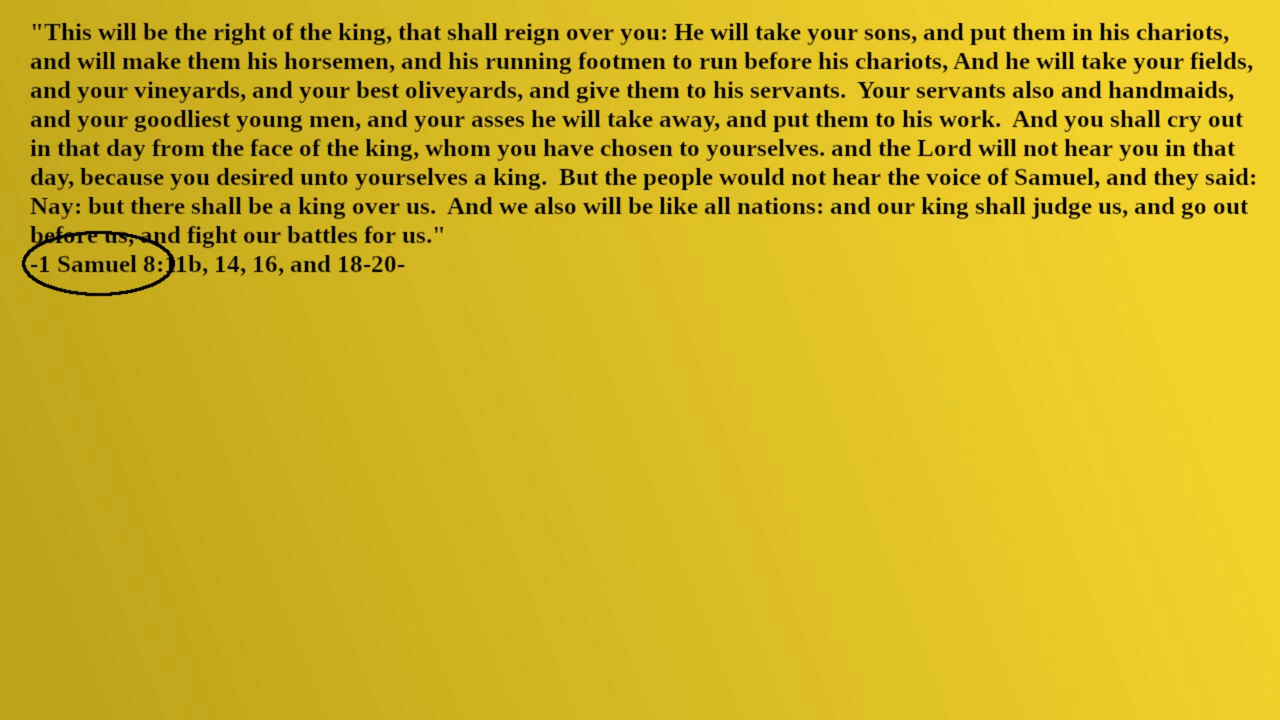 "This will be the right of the king, that shall reign over you: He will take your sons, and put them in his chariots,
and will make them his horsemen, and his running footmen to run before his chariots, And he will take your fields,
and your vineyards, and your best oliveyards, and give them to his servants.  Your servants also and handmaids,
and your goodliest young men, and your asses he will take away, and put them to his work.  And you shall cry out
in that day from the face of the king, whom you have chosen to yourselves. and the Lord will not hear you in that
day, because you desired unto yourselves a king.  But the people would not hear the voice of Samuel, and they said:
Nay: but there shall be a king over us.  And we also will be like all nations: and our king shall judge us, and go out
before us, and fight our battles for us."
-1 Samuel 8:11b, 14, 16, and 18-20-